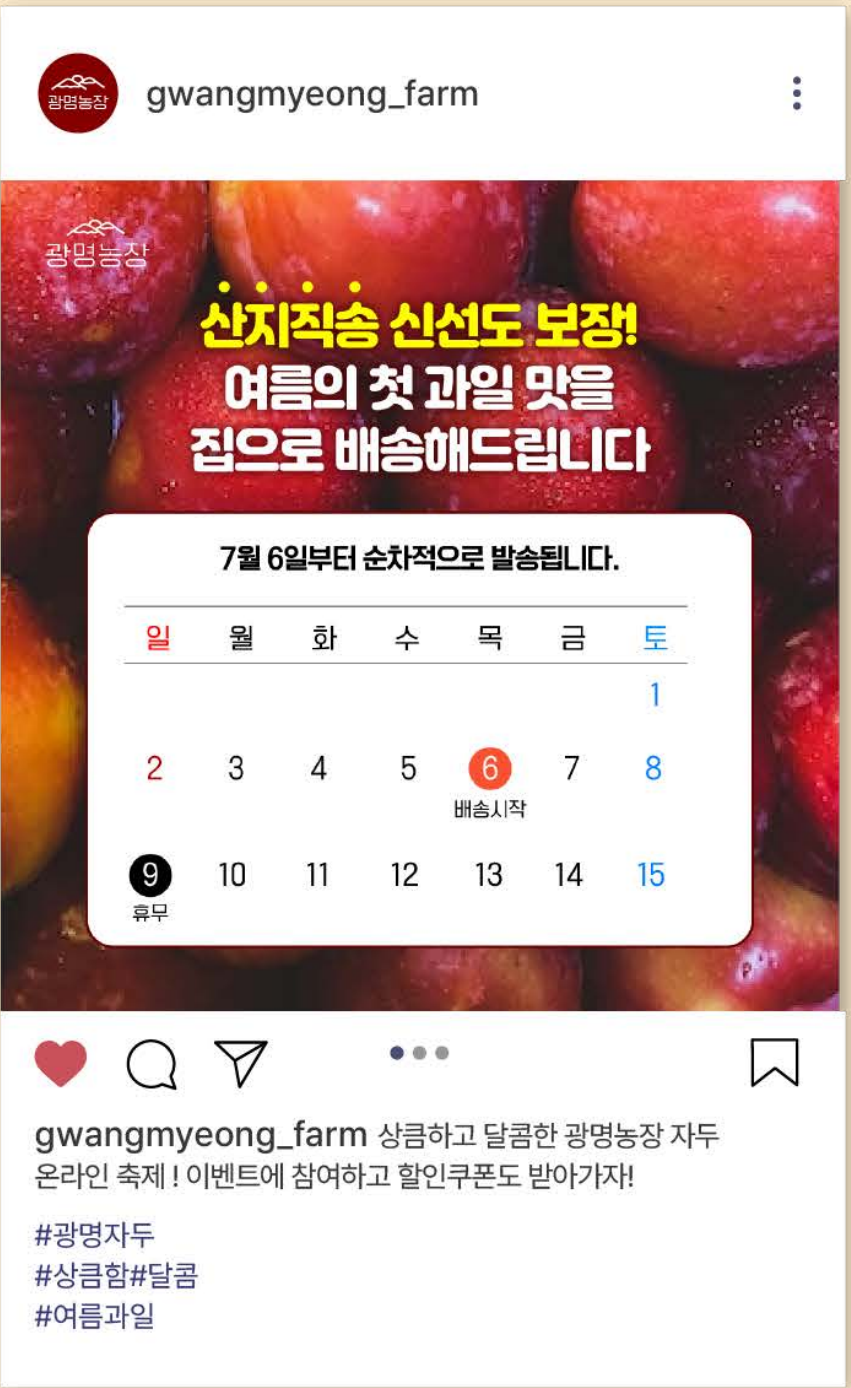 광명농장
gwangmyeong_farm
광명농장
산지직송 신선도 보장!
여름의 첫 과일 맛을
집으로 배송해드립니다
7월 6일부터 순차적으로 발송됩니다.
일 월 화 수 목 금 토
1
2 3 4 5 6 7 8
배송시작
9 10 11 12 13 14 15
휴무
gwangmyeong_farm 상큼하고 달콤한 광명농장 자두
온라인 축제 ! 이벤트에 참여하고 할인쿠폰도 받아가자!
#광명자두
#상큼함#달콤
#여름과일